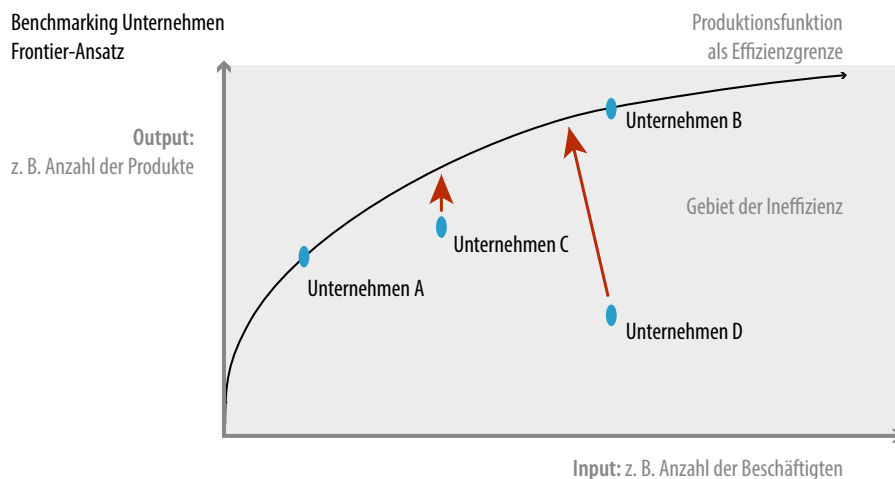 Benchmarking Unternehmen
Frontier-Ansatz
Produktionsfunktion
als Effizienzgrenze
Output:
z. B. Anzahl der Produkte
Unternehmen B
Gebiet der Ineffizienz
Unternehmen C
Unternehmen A
Unternehmen D
Input: z. B. Anzahl der Beschäftigten